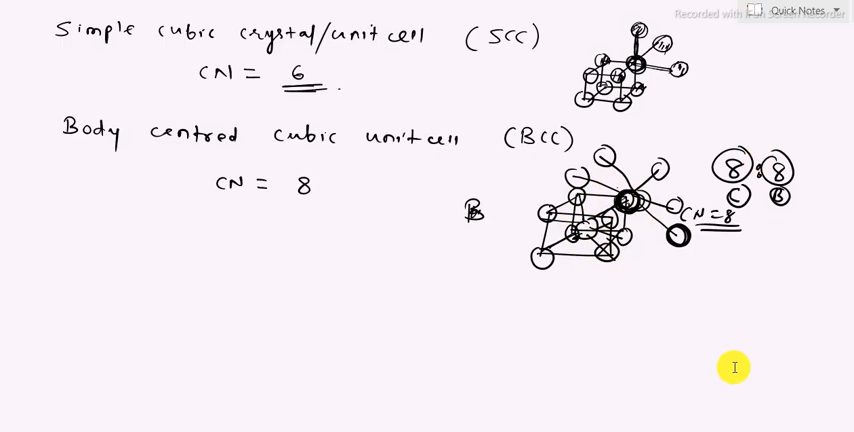 Quick Notes
Simple cubic crystal/unit cell (SCC)
CN = 6.
Body centred cubic unit cell (BCC)
CN = 8
8 : 8
C B
CN = 8